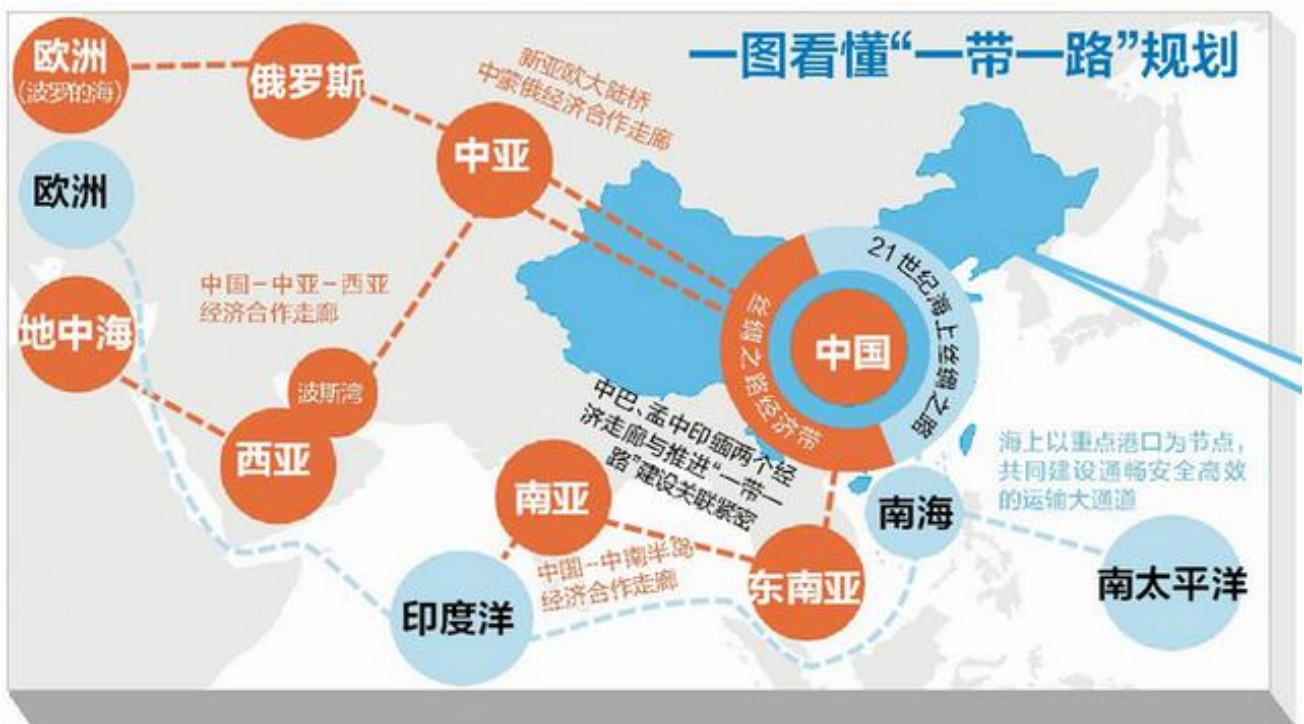 一图看懂“一带一路”规划
欧洲
(波罗的海)
俄罗斯
新亚欧大陆桥
中蒙俄经济合作走廊
中亚
欧洲
21世纪海上丝绸之路
中国-中亚-西亚
经济合作走廊
地中海
丝绸之路经济带
中国
波斯湾
中巴、孟中印缅两个经
济走廊与推进“一带一
路”建设关联紧密
西亚
海上以重点港口为节点，
共同建设通畅安全高效
的运输大通道
南亚
南海
中国-中南半岛
经济合作走廊
东南亚
南太平洋
印度洋